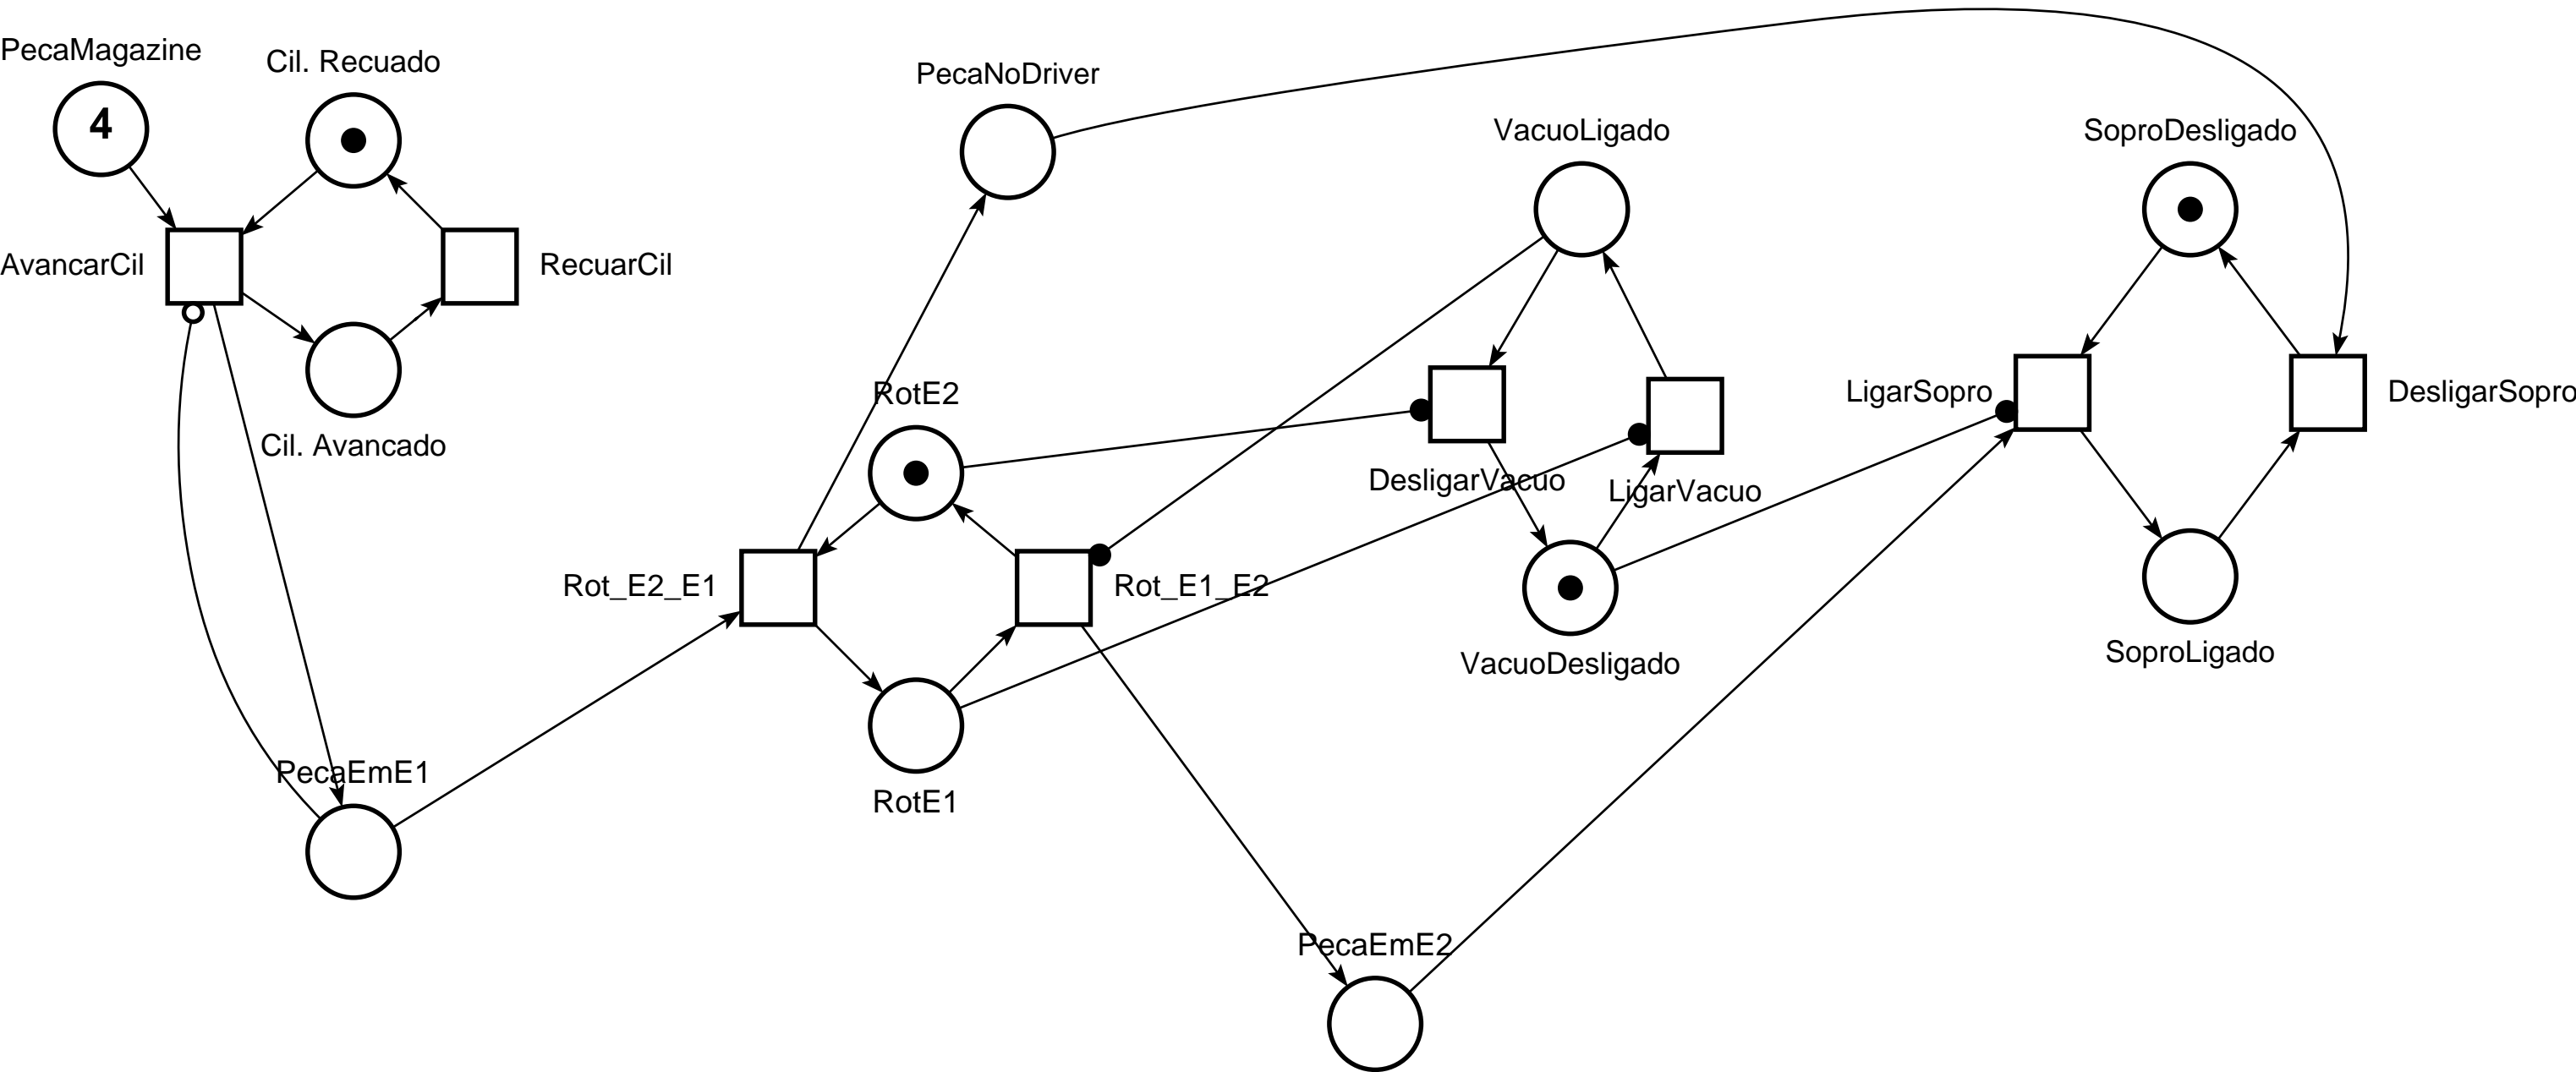 PecaMagazine
Cil. Recuado
PecaNoDriver
4
VacuoLigado
SoproDesligado
AvancarCil
RecuarCil
RotE2
LigarSopro
DesligarSopro
Cil. Avancado
DesligarVacuo
LigarVacuo
Rot_E2_E1
Rot_E1_E2
VacuoDesligado
SoproLigado
PecaEmE1
RotE1
PecaEmE2